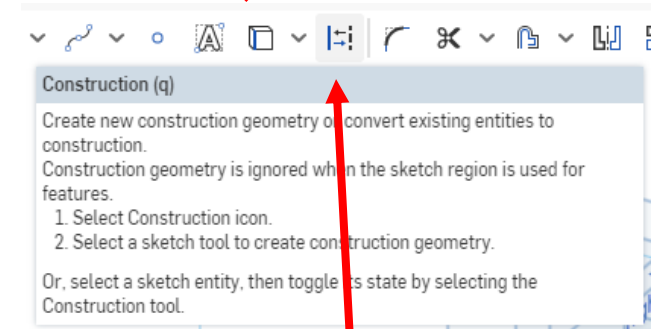 A
Construction (q)
Create new construction geometry or convert existing entities to
construction.
Construction geometry is ignored when the sketch region is used for
features.
1. Select Construction icon.
2. Select a sketch tool to create construction geometry.
Or, select a sketch entity, then toggle its state by selecting the
Construction tool.